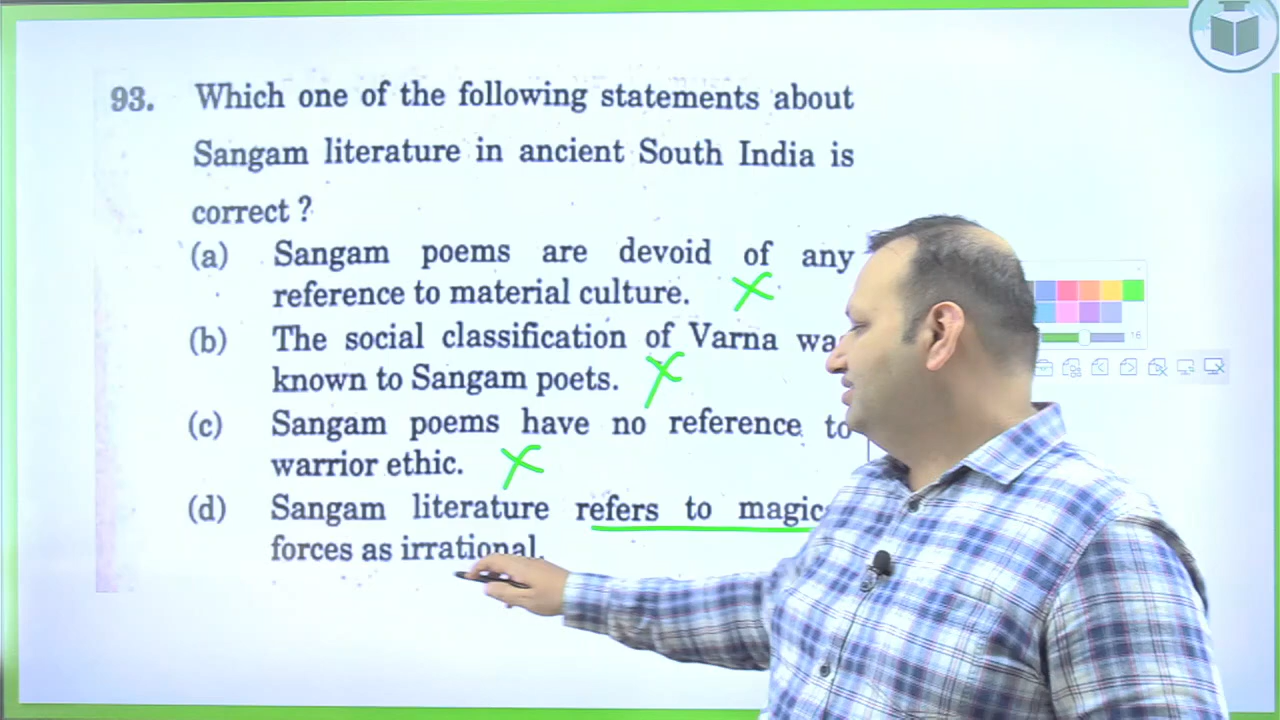 93. Which one of the following statements about
Sangam literature in ancient South India is
correct ?
(a) Sangam poems are devoid of any
reference to material culture.
(b) The social classification of Varna
known to Sangam poets.
(c) Sangam poems have no reference to
warrior ethic.
(d) Sangam literature refers to
forces as irrational.
16